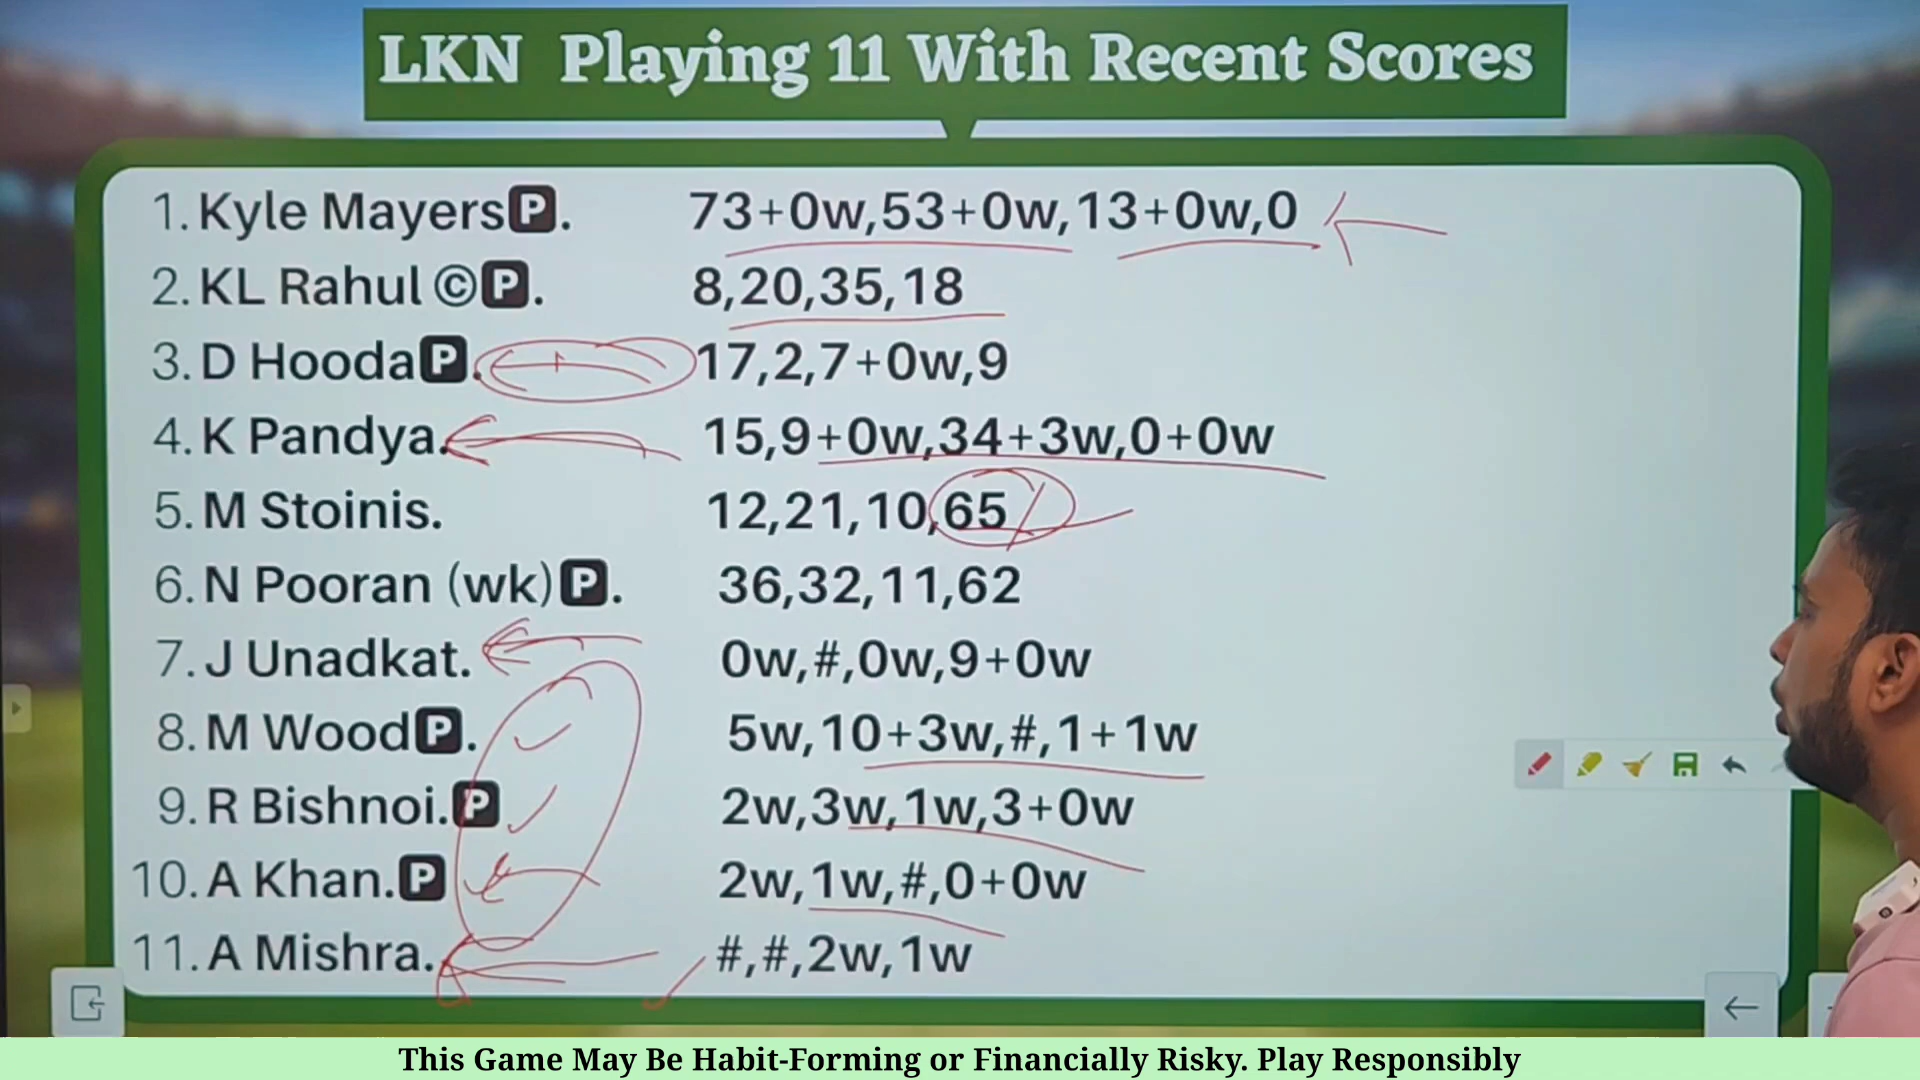 LKN Playing 11 With Recent Scores
1. Kyle Mayers P. 73+0w,53+0w,13+0w,0
2. KL Rahul © P. 8,20,35,18
3. D Hooda P. 17,2,7+0w,9
4. K Pandya. 15,9+0w,34+3w,0+0w
5. M Stoinis. 12,21,10,65
6. N Pooran (wk) P. 36,32,11,62
7. J Unadkat. 0w,#,0w,9+0w
8. M Wood P. 5w,10+3w,#,1+1w
9. R Bishnoi. P 2w,3w,1w,3+0w
10. A Khan. P 2w,1w,#,0+0w
11. A Mishra. #,#,2w,1w
This Game May Be Habit-Forming or Financially Risky. Play Responsibly